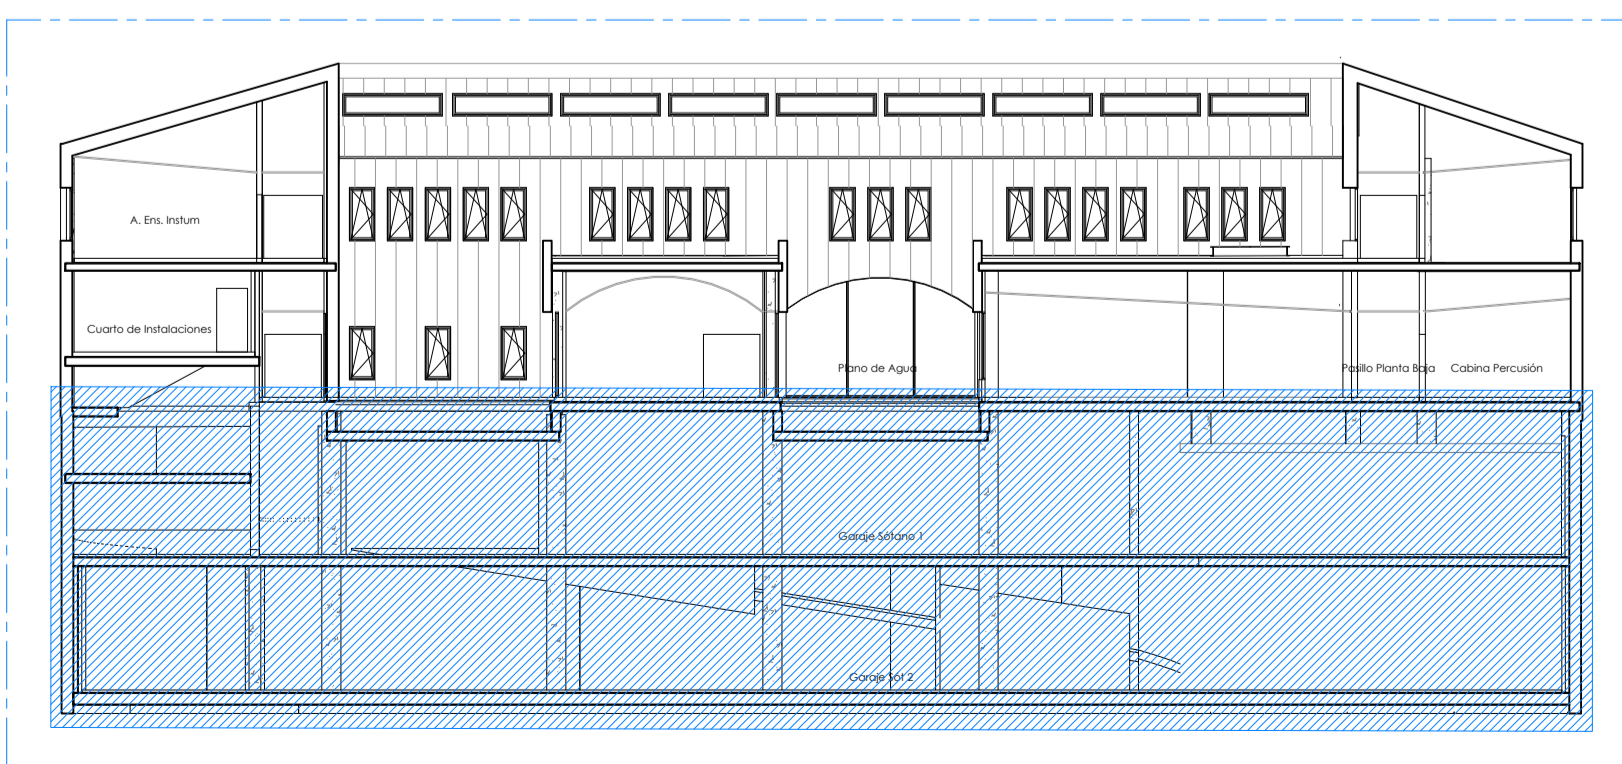 A. Ens. Instum
Cuarto de Instalaciones
Plano de Agua
Pasillo Planta Baja
Cabina Percusión
Garaje Sótano 1
Garaje Sót 2